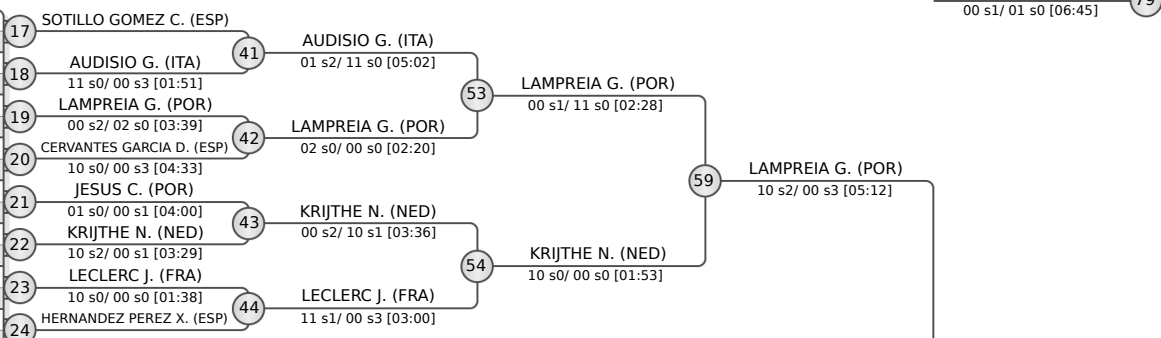 79
00 s1/ 01 s0 [06:45]
17
SOTILLO GOMEZ C. (ESP)
41
AUDISIO G. (ITA)
01 s2/ 11 s0 [05:02]
18
AUDISIO G. (ITA)
11 s0/ 00 s3 [01:51]
53
LAMPREIA G. (POR)
00 s1/ 11 s0 [02:28]
19
LAMPREIA G. (POR)
00 s2/ 02 s0 [03:39]
42
LAMPREIA G. (POR)
02 s0/ 00 s0 [02:20]
20
CERVANTES GARCIA D. (ESP)
10 s0/ 00 s3 [04:33]
59
LAMPREIA G. (POR)
10 s2/ 00 s3 [05:12]
21
JESUS C. (POR)
01 s0/ 00 s1 [04:00]
43
KRIJTHE N. (NED)
00 s2/ 10 s1 [03:36]
22
KRIJTHE N. (NED)
10 s2/ 00 s1 [03:29]
54
KRIJTHE N. (NED)
10 s0/ 00 s0 [01:53]
23
LECLERC J. (FRA)
10 s0/ 00 s0 [01:38]
44
LECLERC J. (FRA)
11 s1/ 00 s3 [03:00]
24
HERNANDEZ PEREZ X. (ESP)